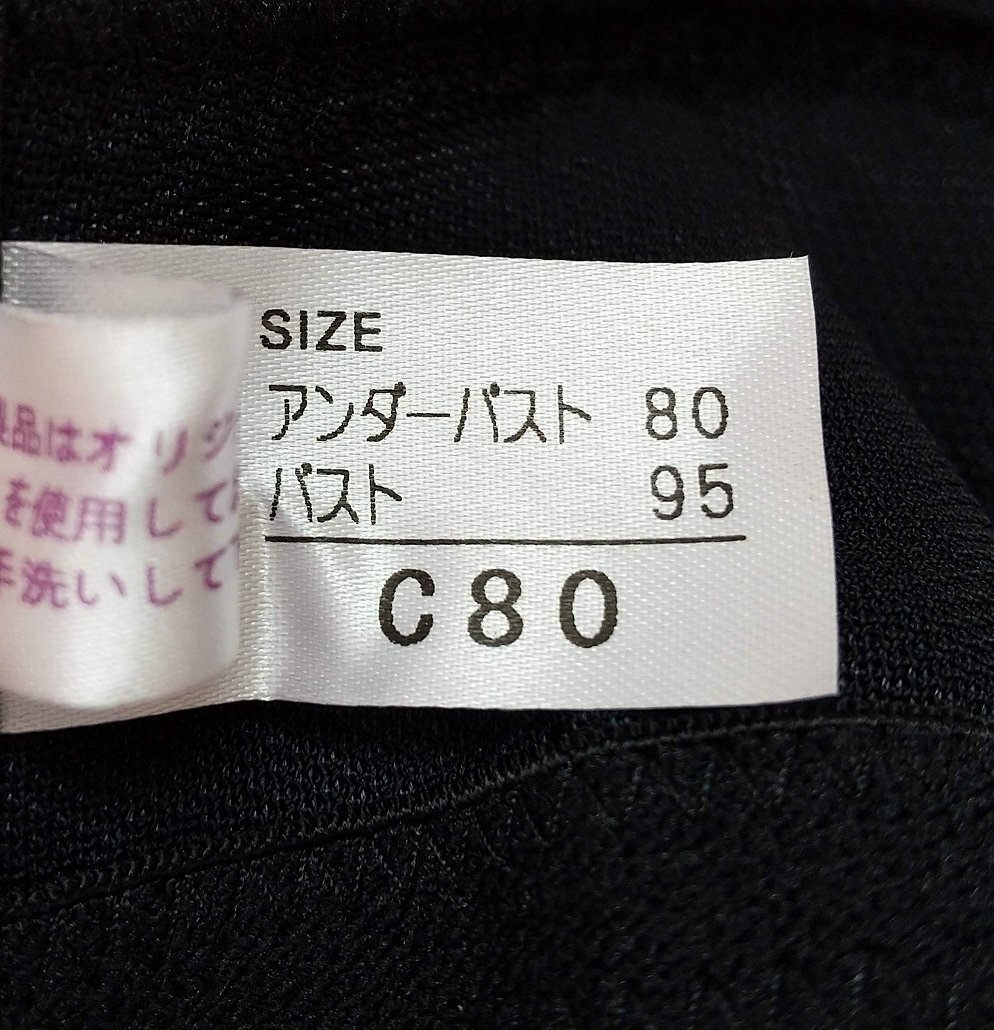 SIZE
アンダーバスト 80
バスト 95
C80
品はオリジ
を使用して
手洗いして